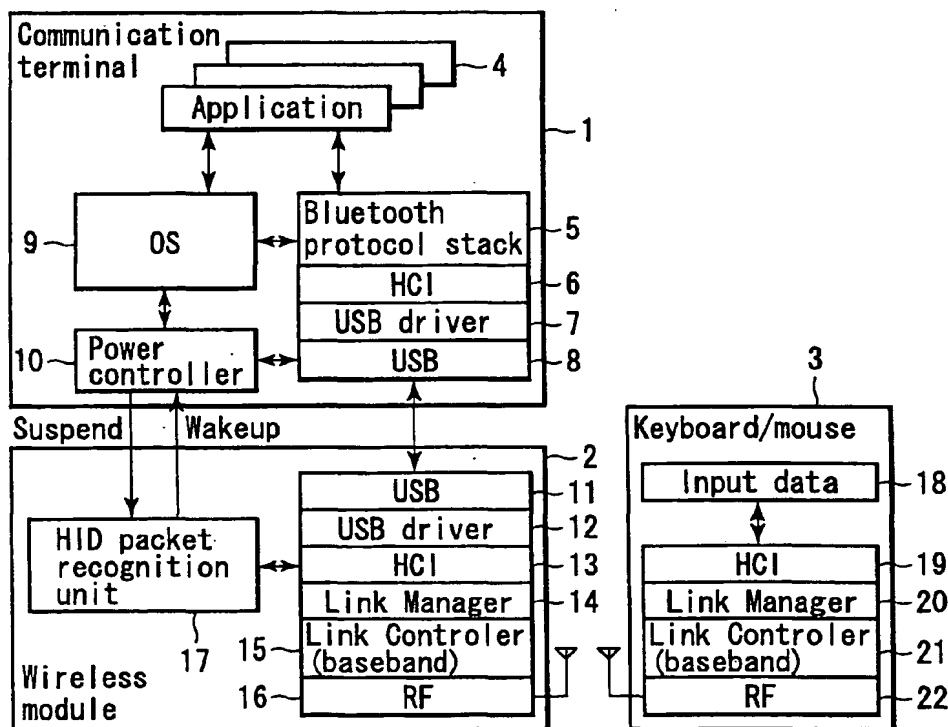 Communication
terminal
4
Application
1
9
OS
Bluetooth
protocol stack
5
HCI
6
USB driver
7
10
Power
controller
USB
8
Suspend
Wakeup
3
2
Keyboard/mouse
USB
11
Input data
18
USB driver
12
HID packet
recognition
unit
HCI
13
HCI
19
Link Manager
14
Link Manager
20
17
15
Link Controler
(baseband)
Link Controler
(baseband)
21
Wireless
module
16
RF
RF
22